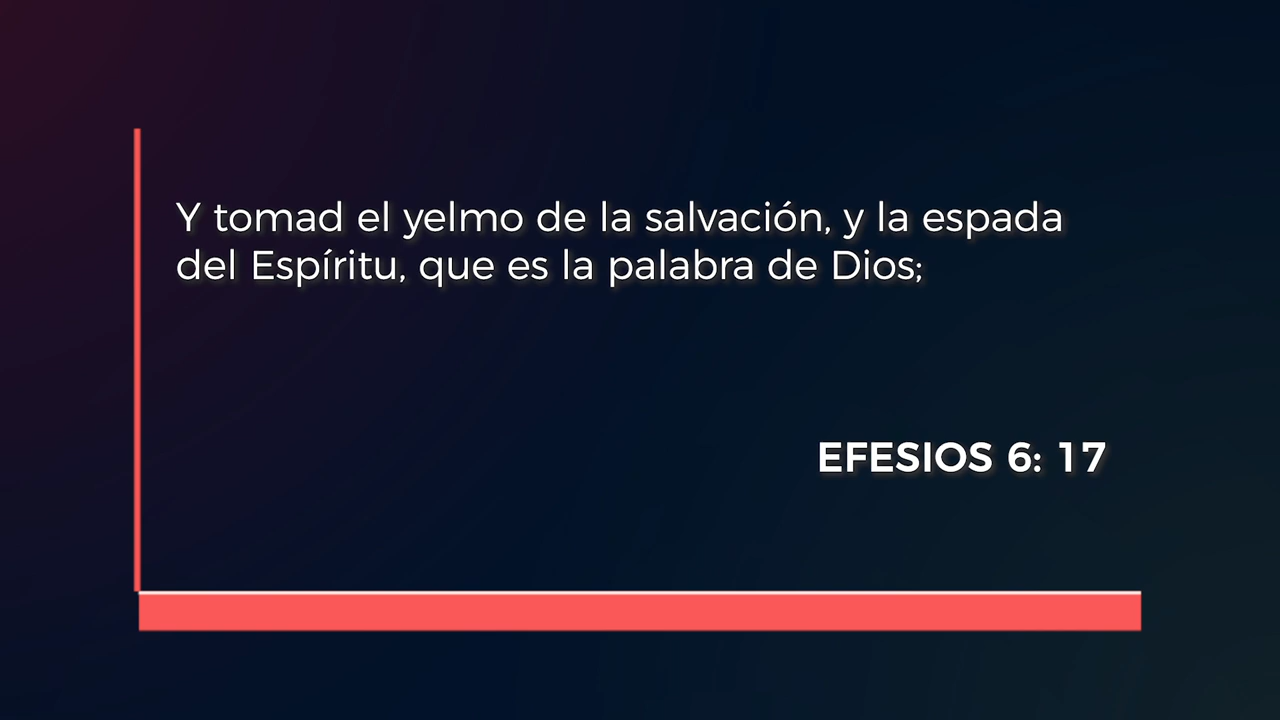 Y tomad el yelmo de la salvación, y la espada
del Espíritu, que es la palabra de Dios;
EFESIOS 6: 17